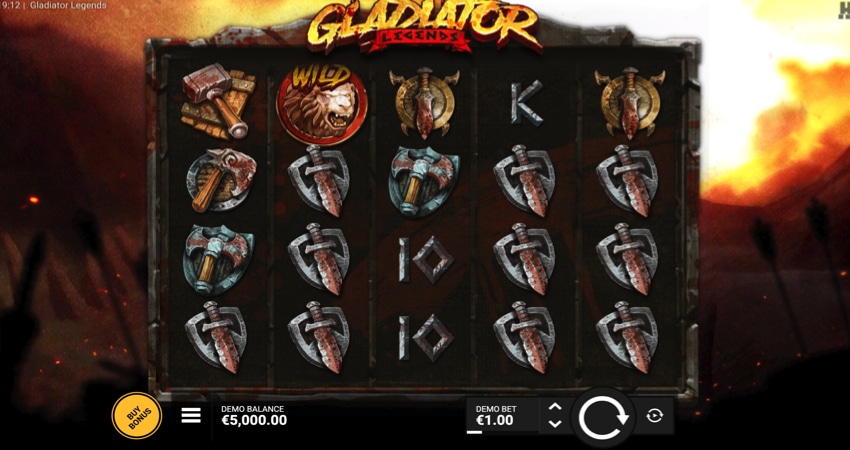 9:12 | Gladiator Legends
GLADIATOR
LEGENDS
WILD
K
10
10
BUY
BONUS
DEMO BALANCE
€5,000.00
DEMO BET
€1.00